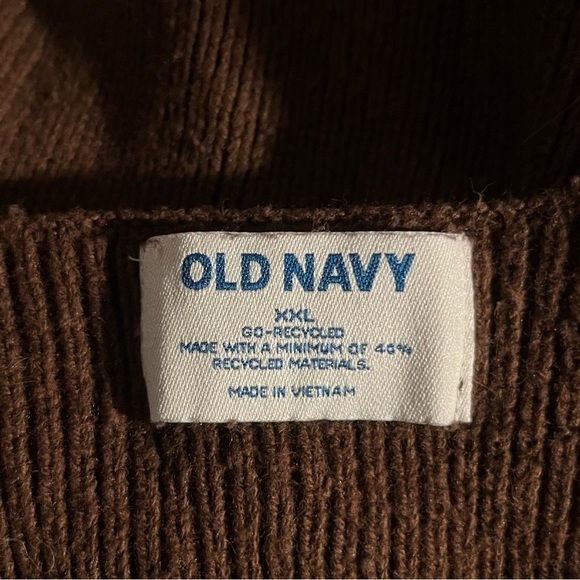 OLD NAVY
XXL
GO-RECYCLED
MADE WITH A MINIMUM OF 40%
RECYCLED MATERIALS.
MADE IN VIETNAM